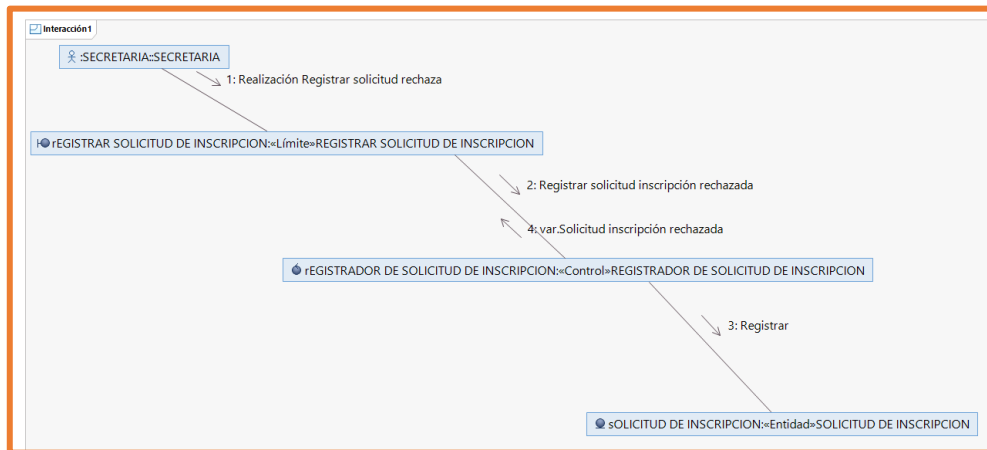 Interacción1
:SECRETARIA::SECRETARIA
1: Realización Registrar solicitud rechaza
rEGISTRAR SOLICITUD DE INSCRIPCION:«Límite»REGISTRAR SOLICITUD DE INSCRIPCION
2: Registrar solicitud inscripción rechazada
4: var.Solicitud inscripción rechazada
rEGISTRADOR DE SOLICITUD DE INSCRIPCION:«Control»REGISTRADOR DE SOLICITUD DE INSCRIPCION
3: Registrar
sOLICITUD DE INSCRIPCION:«Entidad»SOLICITUD DE INSCRIPCION